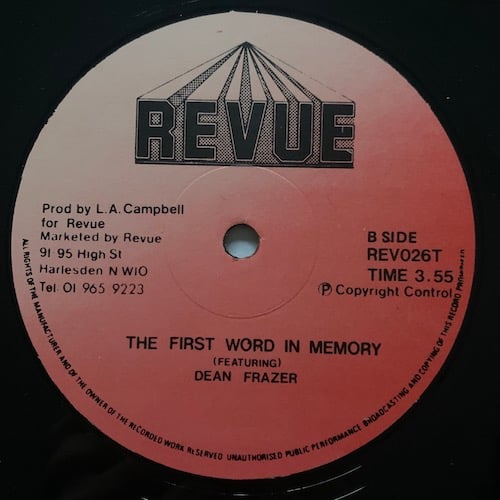 REVUE
Prod by L.A. Campbell
for Revue
Marketed by Revue
91 95 High St
Harlesden NW10
Tel 01 965 9223
B SIDE
REV026T
TIME 3.55
Ⓟ Copyright Control
THE FIRST WORD IN MEMORY
(FEATURING)
DEAN FRAZER
ALL RIGHTS OF THE MANUFACTURER AND OF THE OWNER OF THE RECORDED WORK RESERVED UNAUTHORISED PUBLIC PERFORMANCE BROADCASTING AND COPYING OF THIS RECORD PROHIBITED